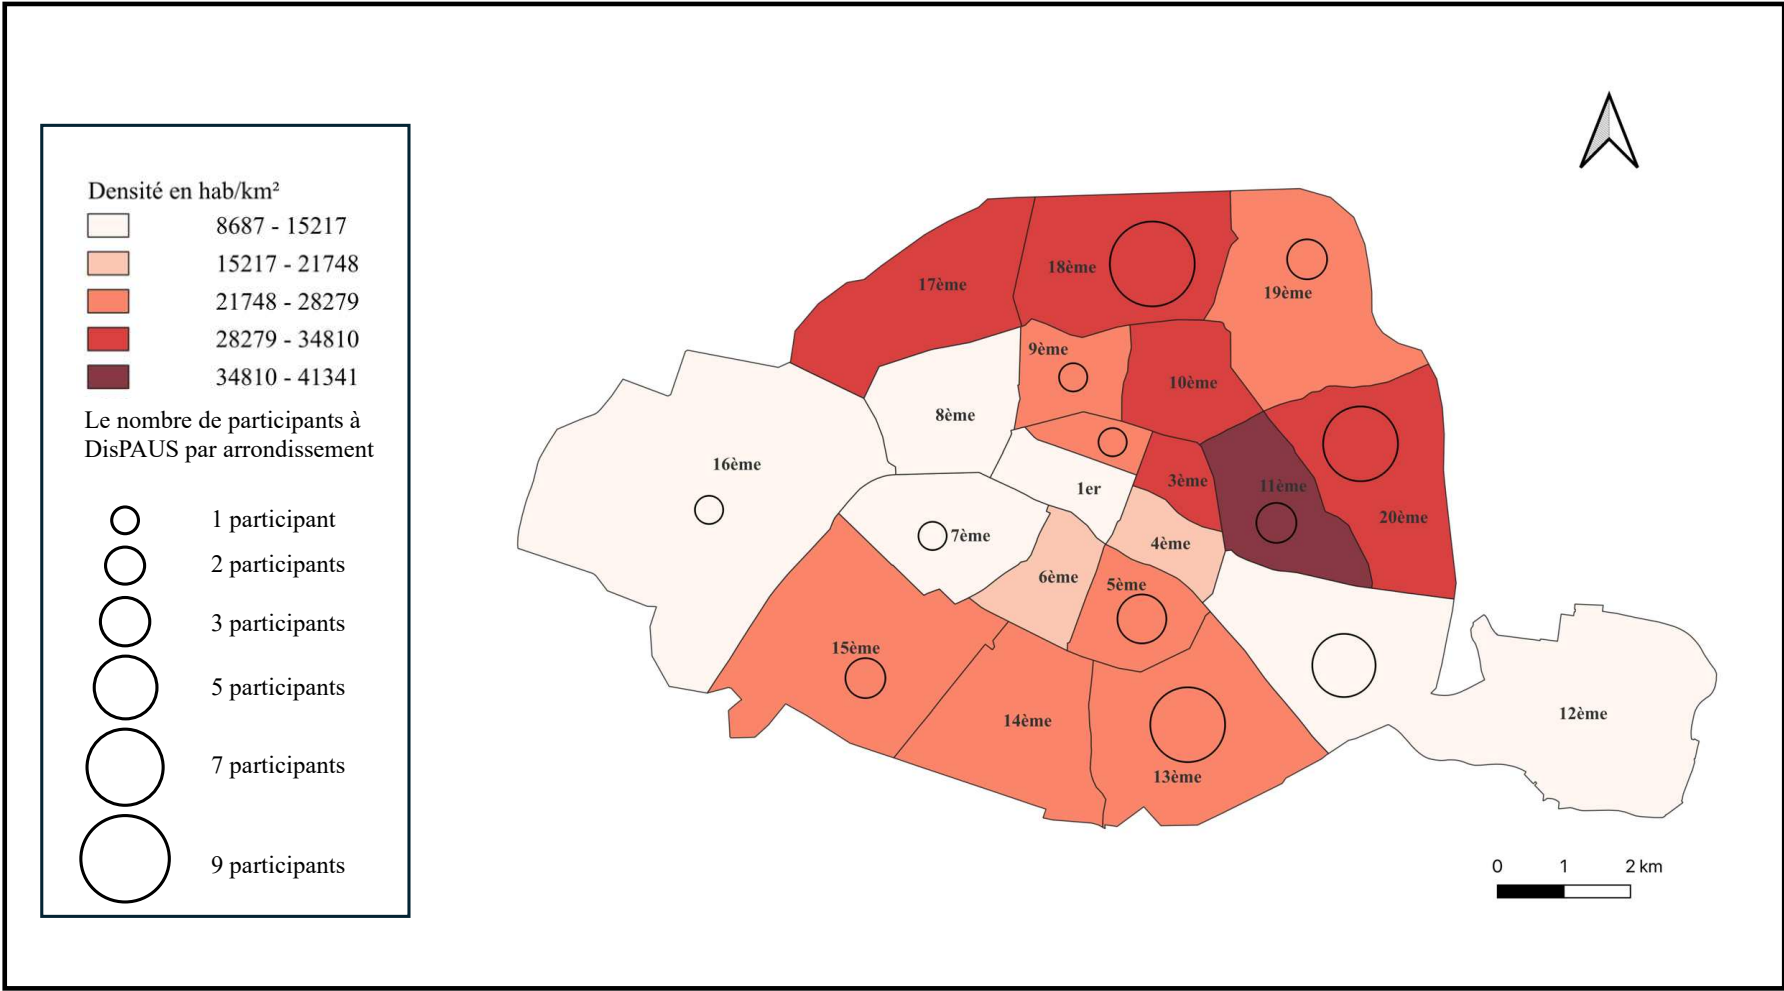 Densité en hab/km²
8687 - 15217
15217 - 21748
21748 - 28279
28279 - 34810
34810 - 41341
Le nombre de participants à
DisPAUS par arrondissement
1 participant
2 participants
3 participants
5 participants
7 participants
9 participants
17ème
18ème
19ème
9ème
10ème
8ème
16ème
1er
3ème
11ème
20ème
7ème
4ème
6ème
5ème
15ème
14ème
13ème
12ème
0 1 2 km